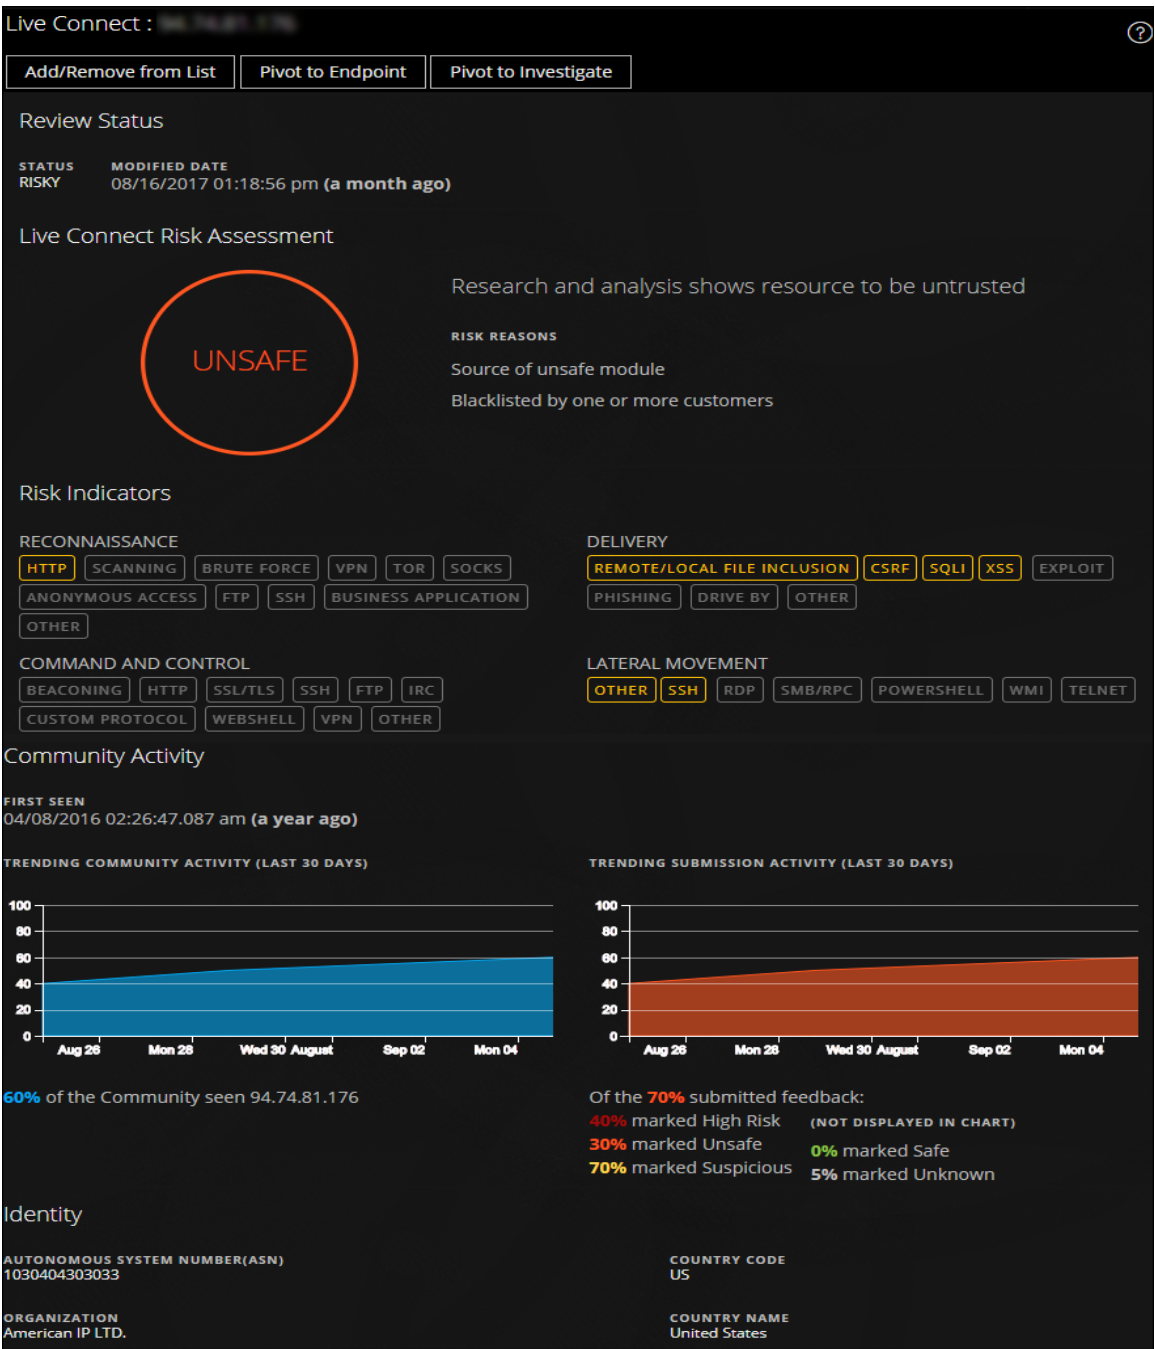 Live Connect :
?
Add/Remove from List Pivot to Endpoint Pivot to Investigate
Review Status
STATUS MODIFIED DATE
RISKY 08/16/2017 01:18:56 pm (a month ago)
Live Connect Risk Assessment
UNSAFE
Research and analysis shows resource to be untrusted
RISK REASONS
Source of unsafe module
Blacklisted by one or more customers
Risk Indicators
RECONNAISSANCE
HTTP SCANNING BRUTE FORCE VPN TOR SOCKS
ANONYMOUS ACCESS FTP SSH BUSINESS APPLICATION
OTHER
DELIVERY
REMOTE/LOCAL FILE INCLUSION CSRF SQLI XSS EXPLOIT
PHISHING DRIVE BY OTHER
COMMAND AND CONTROL
BEACONING HTTP SSL/TLS SSH FTP IRC
CUSTOM PROTOCOL WEBSHELL VPN OTHER
LATERAL MOVEMENT
OTHER SSH RDP SMB/RPC POWERSHELL WMI TELNET
Community Activity
FIRST SEEN
04/08/2016 02:26:47.087 am (a year ago)
TRENDING COMMUNITY ACTIVITY (LAST 30 DAYS)
100
80
60
40
20
0
Aug 26 Mon 28 Wed 30 August Sep 02 Mon 04
60% of the Community seen 94.74.81.176
TRENDING SUBMISSION ACTIVITY (LAST 30 DAYS)
100
80
60
40
20
0
Aug 26 Mon 28 Wed 30 August Sep 02 Mon 04
Of the 70% submitted feedback:
40% marked High Risk
30% marked Unsafe
70% marked Suspicious
(NOT DISPLAYED IN CHART)
0% marked Safe
5% marked Unknown
Identity
AUTONOMOUS SYSTEM NUMBER(ASN)
1030404303033
COUNTRY CODE
US
ORGANIZATION
American IP LTD.
COUNTRY NAME
United States